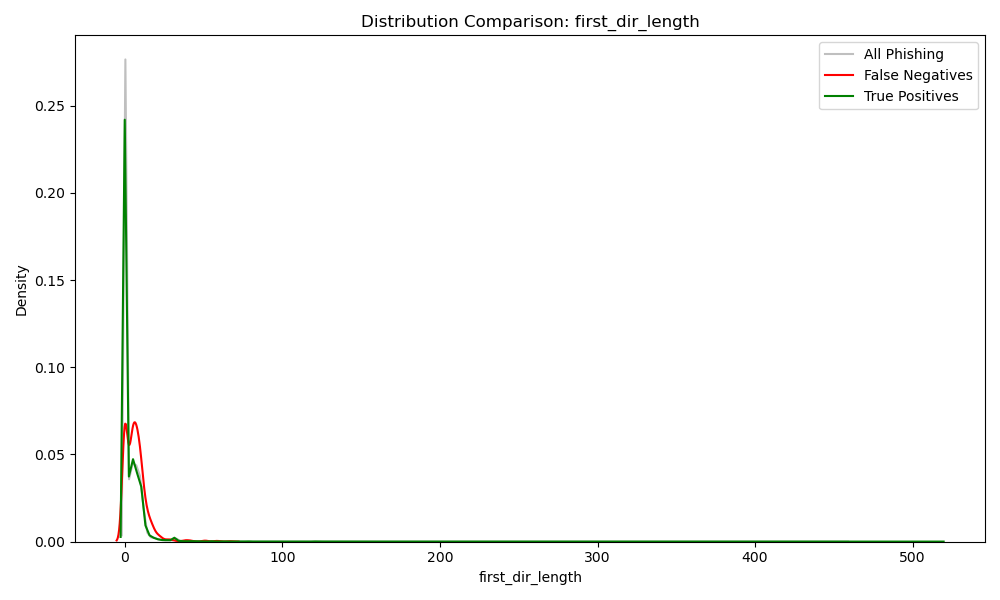 Distribution Comparison: first_dir_length
All Phishing
False Negatives
True Positives
Density
0.25
0.20
0.15
0.10
0.05
0.00
0 100 200 300 400 500
first_dir_length